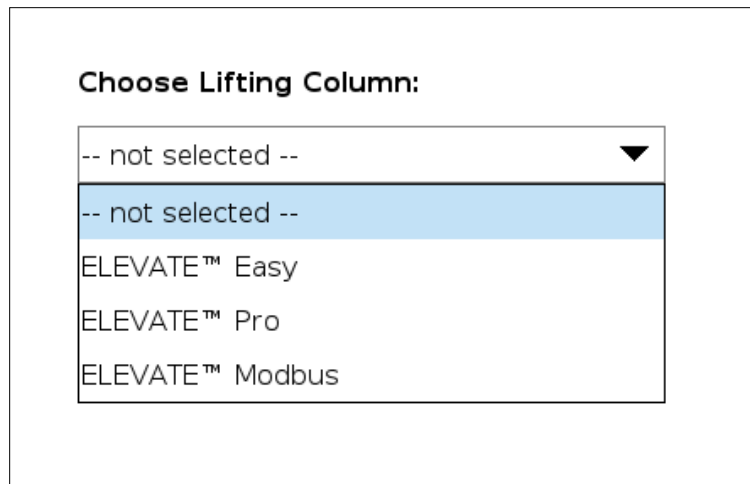 Choose Lifting Column:
-- not selected --
-- not selected --
ELEVATE™ Easy
ELEVATE™ Pro
ELEVATE™ Modbus